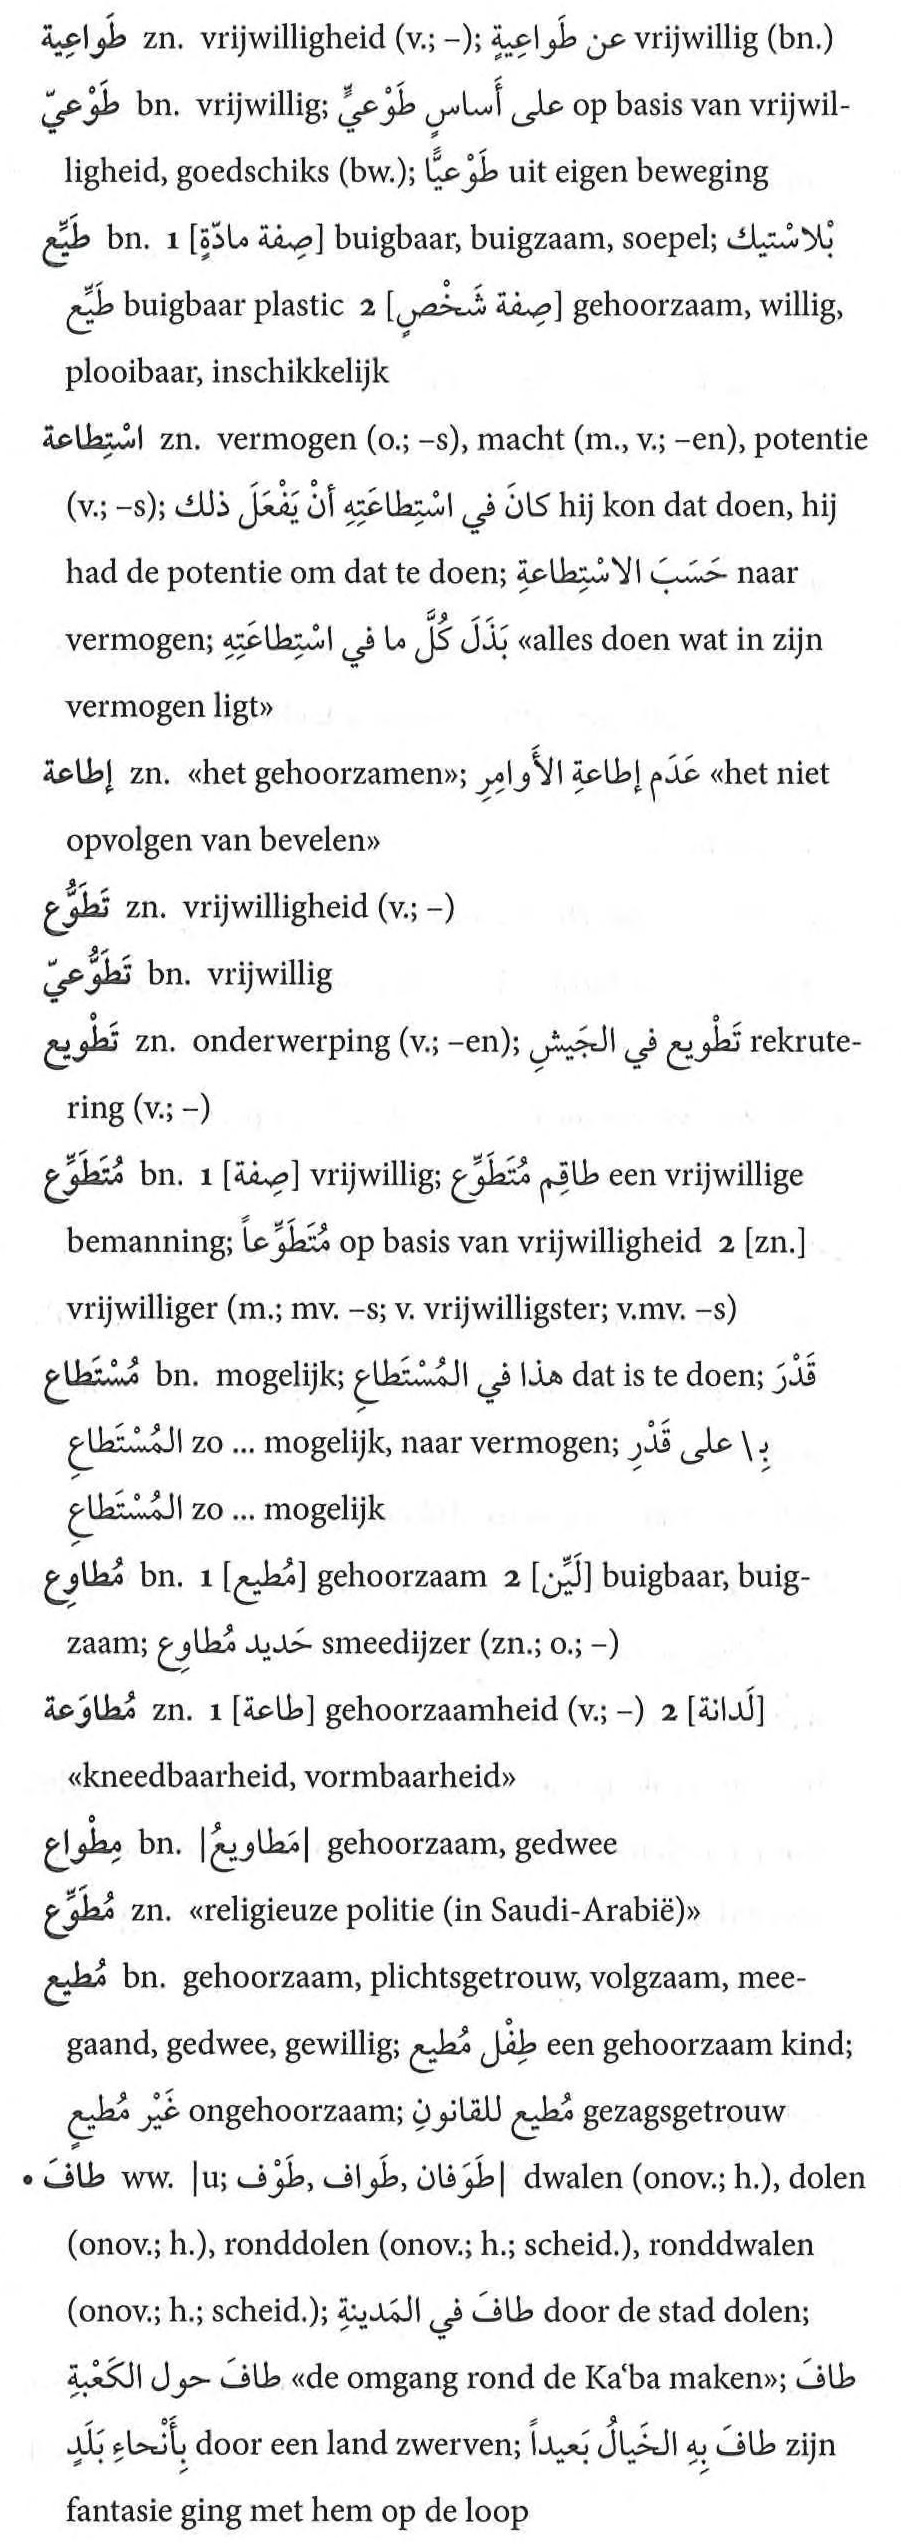 طَواعِية zn. vrijwilligheid (v.; –); عن طَواعِيةٍ vrijwillig (bn.)
طَوْعيّ bn. vrijwillig; على أَساسٍ طَوْعيٍّ op basis van vrijwil-
ligheid, goedschiks (bw.); طَوْعيًّا uit eigen beweging
طَيِّع bn. 1 [صِفة مادّةٍ] buigbaar, buigzaam, soepel; بْلاسْتيك
طَيِّع buigbaar plastic 2 [صِفة شَخْصٍ] gehoorzaam, willig,
plooibaar, inschikkelijk
اسْتِطاعة zn. vermogen (o.; –s), macht (m., v.; –en), potentie
(v.; –s); كانَ في اسْتِطاعَتِهِ أنْ يَفْعَلَ ذلك hij kon dat doen, hij
had de potentie om dat te doen; حَسَبَ الاسْتِطاعةِ naar
vermogen; بَذَلَ كُلَّ ما في اسْتِطاعَتِهِ «alles doen wat in zijn
vermogen ligt»
إطاعة zn. «het gehoorzamen»; عَدَم إطاعةِ الأَوامِرِ «het niet
opvolgen van bevelen»
تَطَوُّع zn. vrijwilligheid (v.; –)
تَطَوُّعيّ bn. vrijwillig
تَطْويع zn. onderwerping (v.; –en); تَطْويع في الجَيشِ rekrute-
ring (v.; –)
مُتَطَوِّع bn. 1 [صِفة] vrijwillig; طاقِم مُتَطَوِّع een vrijwillige
bemanning; مُتَطَوِّعاً op basis van vrijwilligheid 2 [zn.]
vrijwilliger (m.; mv. –s; v. vrijwilligster; v.mv. –s)
مُسْتَطاع bn. mogelijk; هذا في المُسْتَطاعِ dat is te doen; قَدْرَ
المُسْتَطاعِ zo ... mogelijk, naar vermogen; بِ\ على قَدْرِ
المُسْتَطاعِ zo ... mogelijk
مُطاوِع bn. 1 [مُطيع] gehoorzaam 2 [لَيِّن] buigbaar, buig-
zaam; حَديد مُطاوِع smeedijzer (zn.; o.; –)
مُطاوَعة zn. 1 [طاعة] gehoorzaamheid (v.; –) 2 [لَدانة]
«kneedbaarheid, vormbaarheid»
مِطْواع bn. |مَطاويعُ| gehoorzaam, gedwee
مُطَوِّع zn. «religieuze politie (in Saudi-Arabië)»
مُطيع bn. gehoorzaam, plichtsgetrouw, volgzaam, mee-
gaand, gedwee, gewillig; طِفْل مُطيع een gehoorzaam kind;
غَيْر مُطيعٍ ongehoorzaam; مُطيع للقانونِ gezagsgetrouw
• طافَ ww. |u; طَوَفان, طَواف, طَوْف| dwalen (onov.; h.), dolen
(onov.; h.), ronddolen (onov.; h.; scheid.), ronddwalen
(onov.; h.; scheid.); طافَ في المَدينةِ door de stad dolen;
طافَ حول الكَعْبةِ «de omgang rond de Ka‘ba maken»; طافَ
بِأَنْحاءِ بَلَدٍ door een land zwerven; طافَ بِهِ الخَيالُ بَعيداً zijn
fantasie ging met hem op de loop